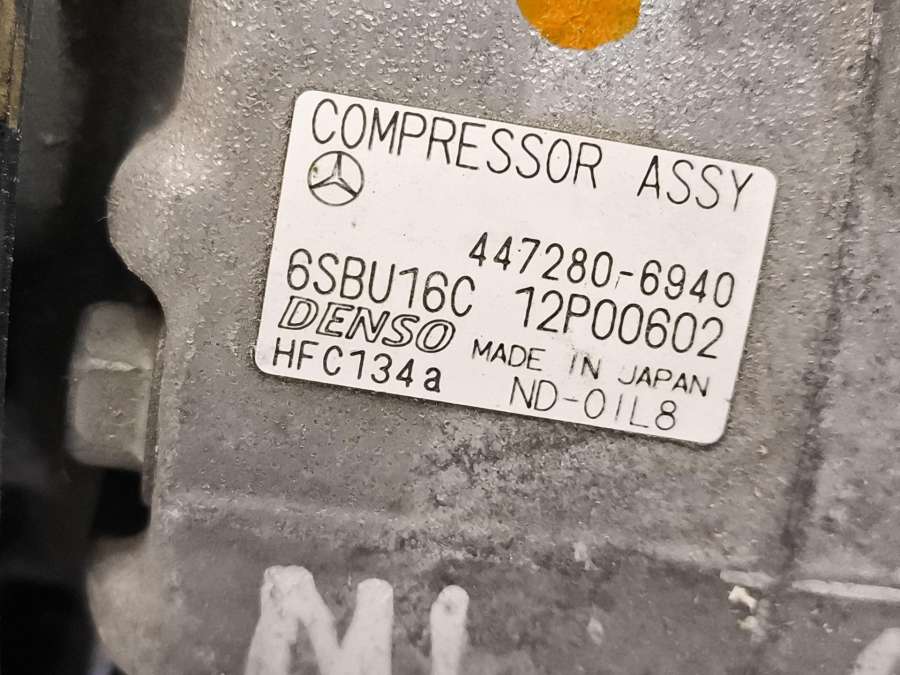 COMPRESSOR ASSY
447280-6940
6SBU16C 12P00602
DENSO MADE IN JAPAN
HFC134a ND-OIL8